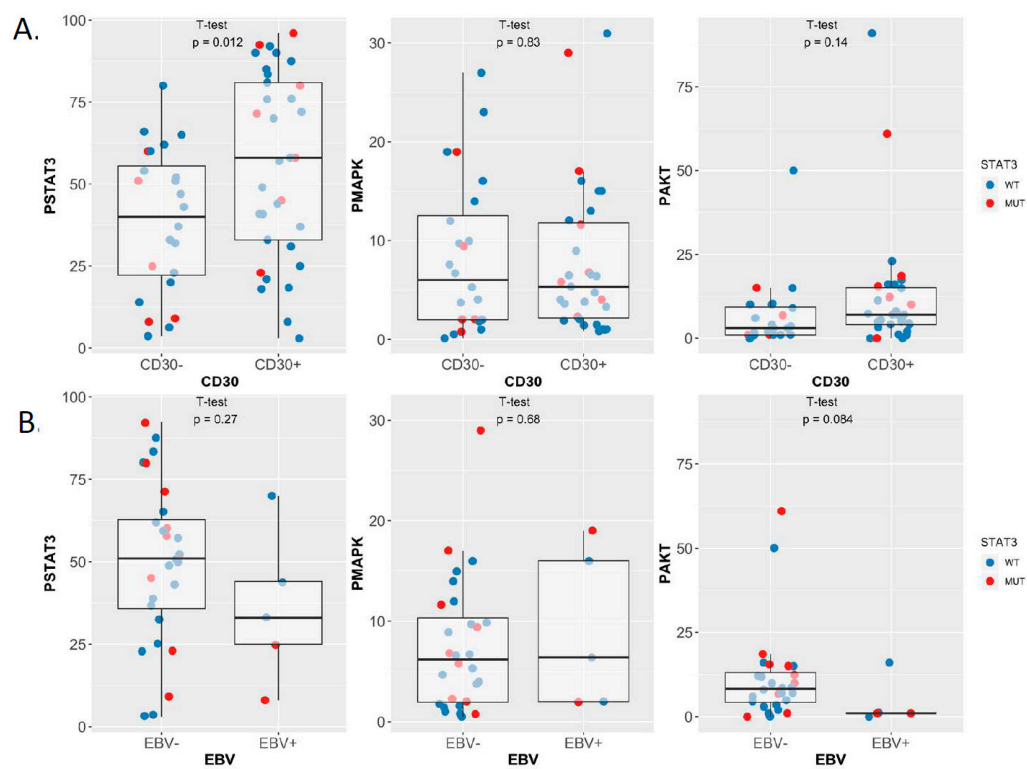 A.
T-test
p = 0.012
100
75
50
25
0
PSTAT3
CD30-
CD30+
CD30
T-test
p = 0.83
30
20
10
0
PMAPK
CD30-
CD30+
CD30
T-test
p = 0.14
75
50
25
0
PAKT
CD30-
CD30+
CD30
STAT3
WT
MUT
B.
T-test
p = 0.27
100
75
50
25
0
PSTAT3
EBV-
EBV+
EBV
T-test
p = 0.68
30
20
10
0
PMAPK
EBV-
EBV+
EBV
T-test
p = 0.084
75
50
25
0
PAKT
EBV-
EBV+
EBV
STAT3
WT
MUT